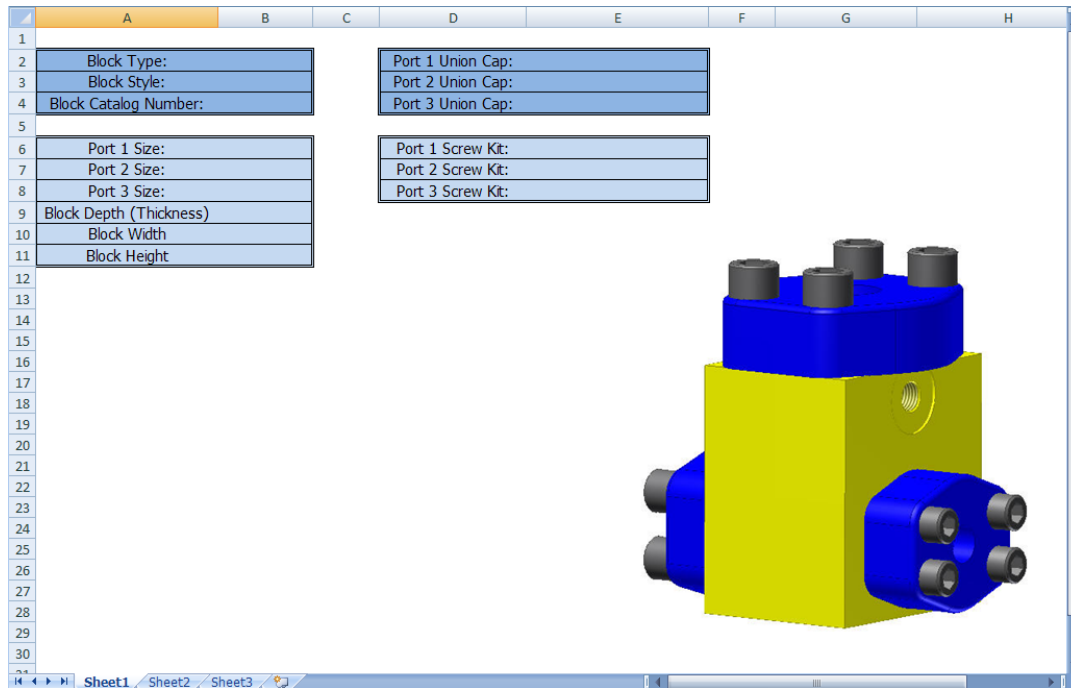 A B C D E F G H
1
2 Block Type: Port 1 Union Cap:
3 Block Style: Port 2 Union Cap:
4 Block Catalog Number: Port 3 Union Cap:
5
6 Port 1 Size: Port 1 Screw Kit:
7 Port 2 Size: Port 2 Screw Kit:
8 Port 3 Size: Port 3 Screw Kit:
9 Block Depth (Thickness)
10 Block Width
11 Block Height
12
13
14
15
16
17
18
19
20
21
22
23
24
25
26
27
28
29
30
31
Sheet1 Sheet2 Sheet3